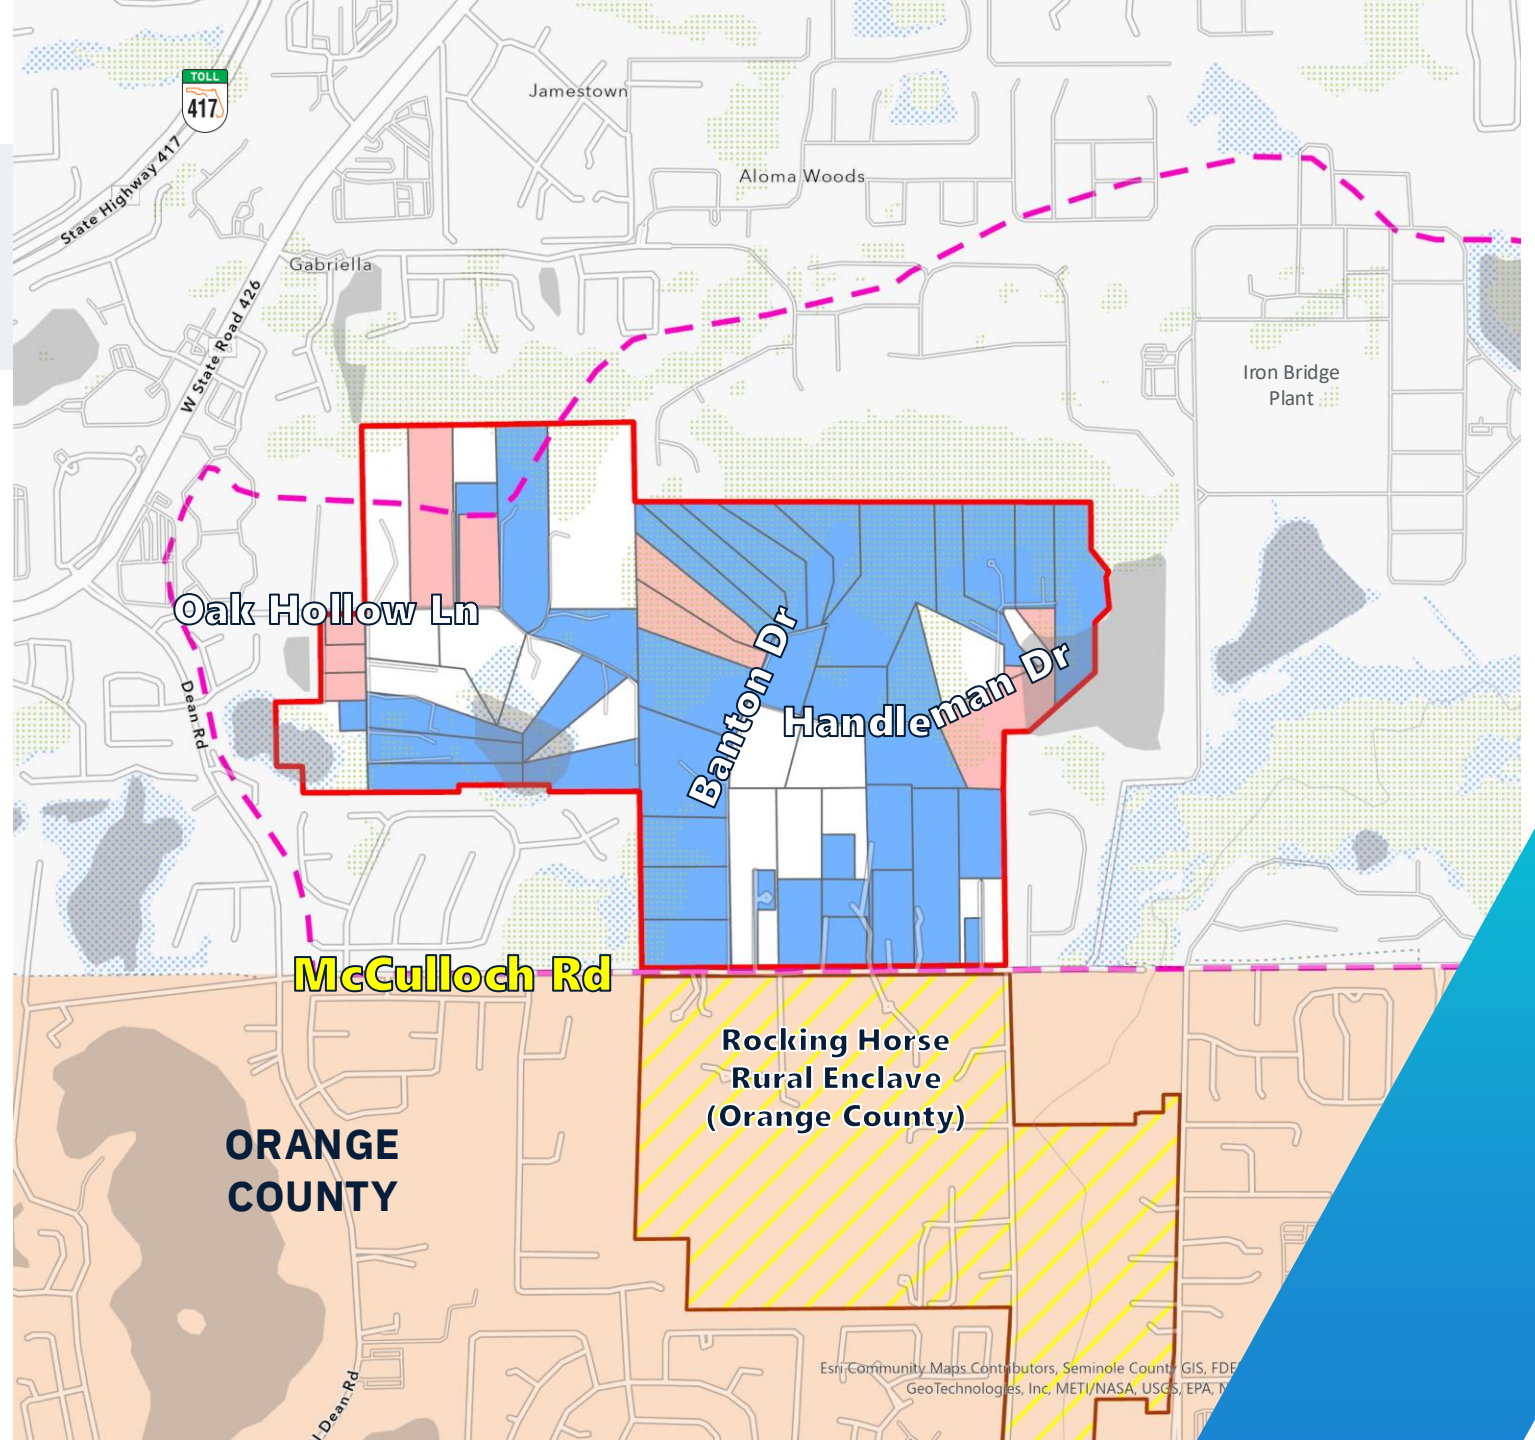 Jamestown
TOLL
417
State Highway 417
Aloma Woods
Gabriella
W State Road 426
Iron Bridge
Plant
Oak Hollow Ln
Banton Dr
Handleman Dr
Dean Rd
McCulloch Rd
Rocking Horse
Rural Enclave
(Orange County)
ORANGE
COUNTY
Dean Rd
Esri Community Maps Contributors, Seminole County GIS,
GeoTechnologies, Inc, METI/NASA, USGS, EPA,